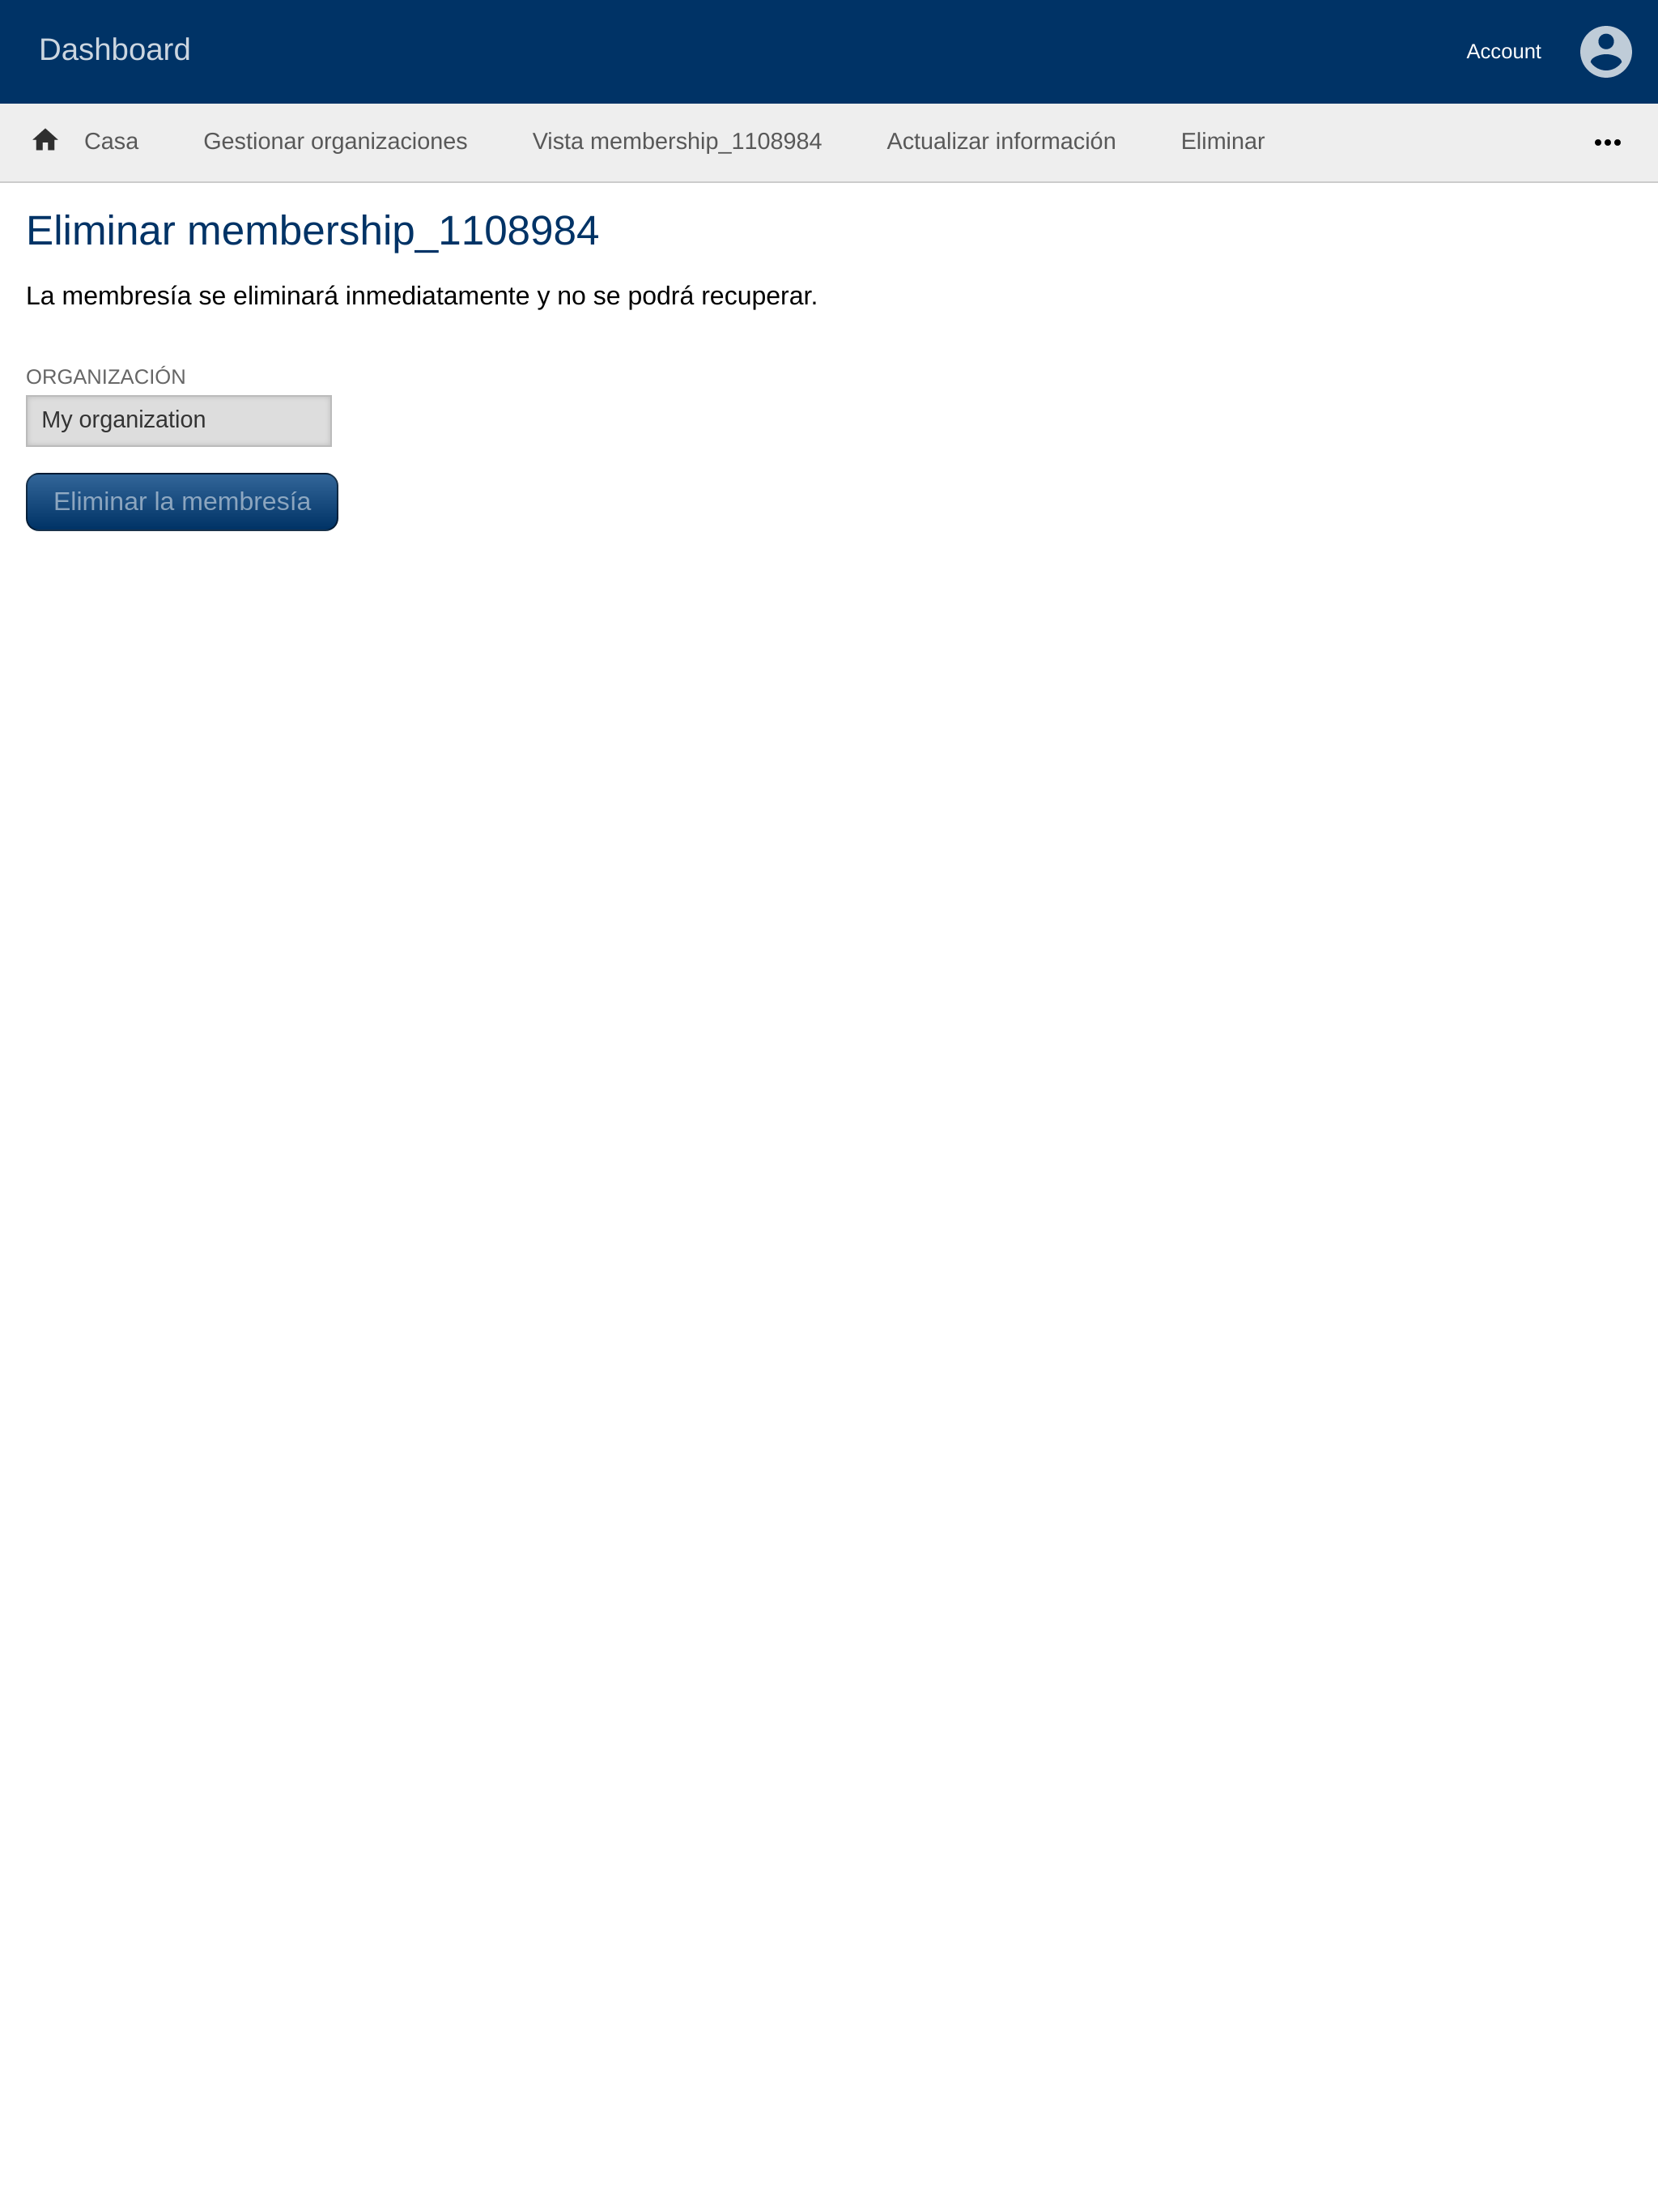 Dashboard
Account
Casa
Gestionar organizaciones
Vista membership_1108984
Actualizar información
Eliminar
Eliminar membership_1108984
La membresía se eliminará inmediatamente y no se podrá recuperar.
ORGANIZACIÓN
My organization
Eliminar la membresía